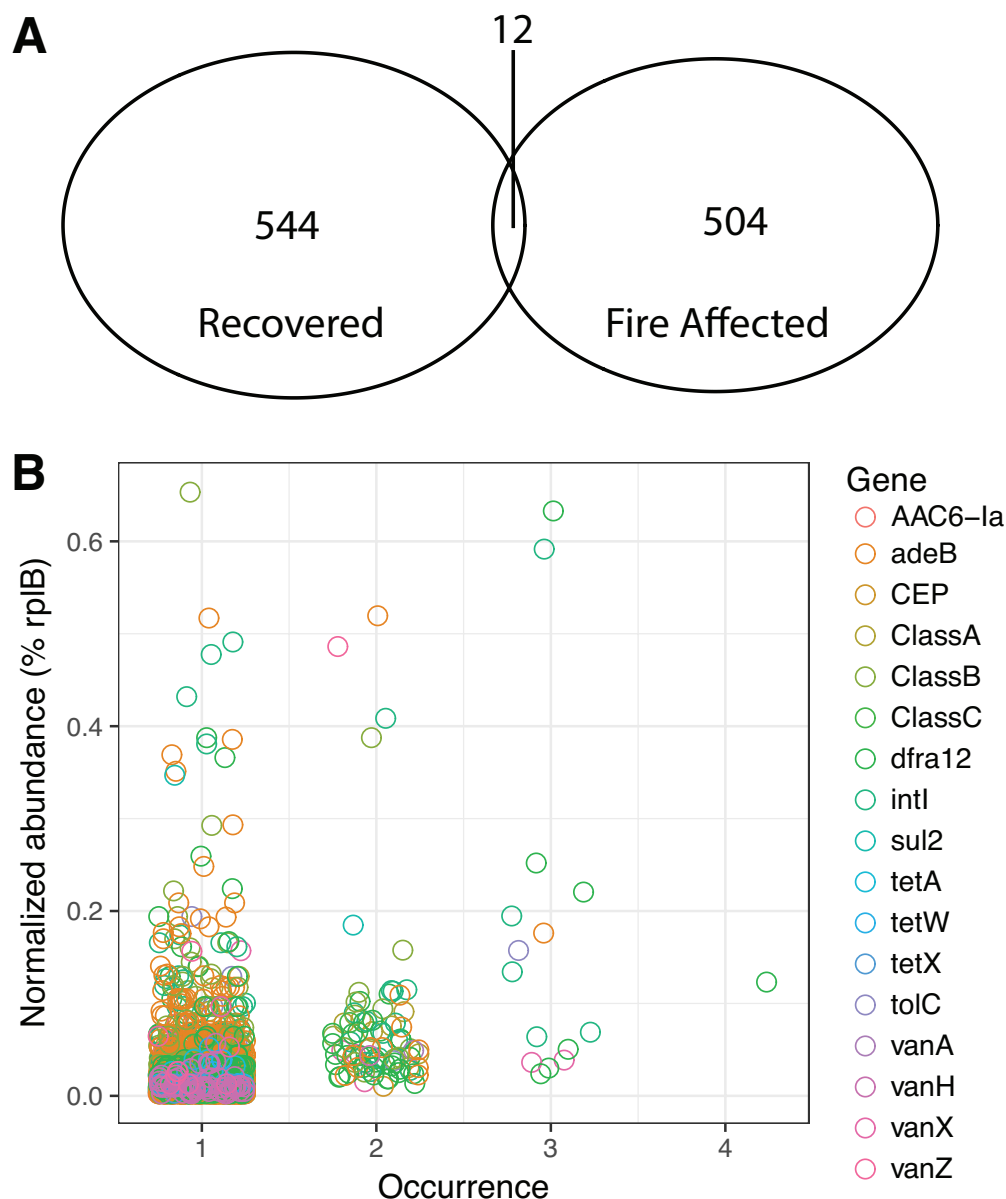 A
12
544
504
Recovered
Fire Affected
B
Normalized abundance (% rplB)
0.6
0.4
0.2
0.0
1
2
3
4
Occurrence
Gene
AAC6−Ia
adeB
CEP
ClassA
ClassB
ClassC
dfra12
intI
sul2
tetA
tetW
tetX
tolC
vanA
vanH
vanX
vanZ